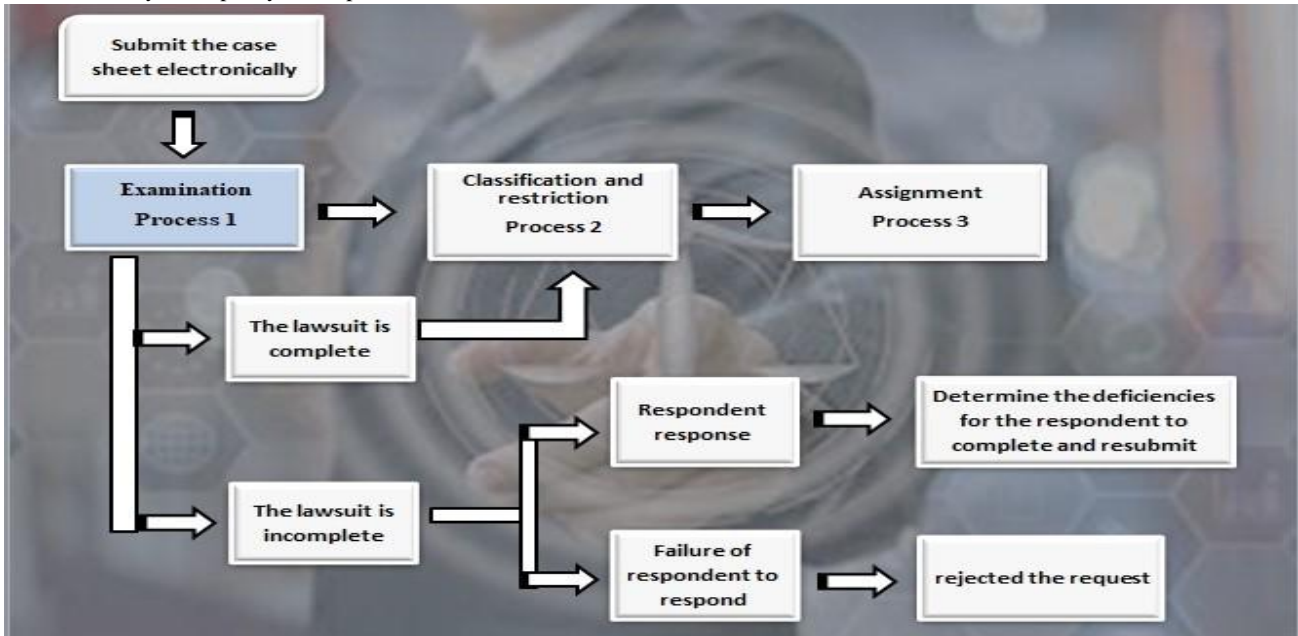 Submit the case
sheet electronically
Examination
Process 1
Classification and
restriction
Process 2
Assignment
Process 3
The lawsuit is
complete
Respondent
response
Determine the deficiencies
for the respondent to
complete and resubmit
The lawsuit is
incomplete
Failure of
respondent to
respond
rejected the request